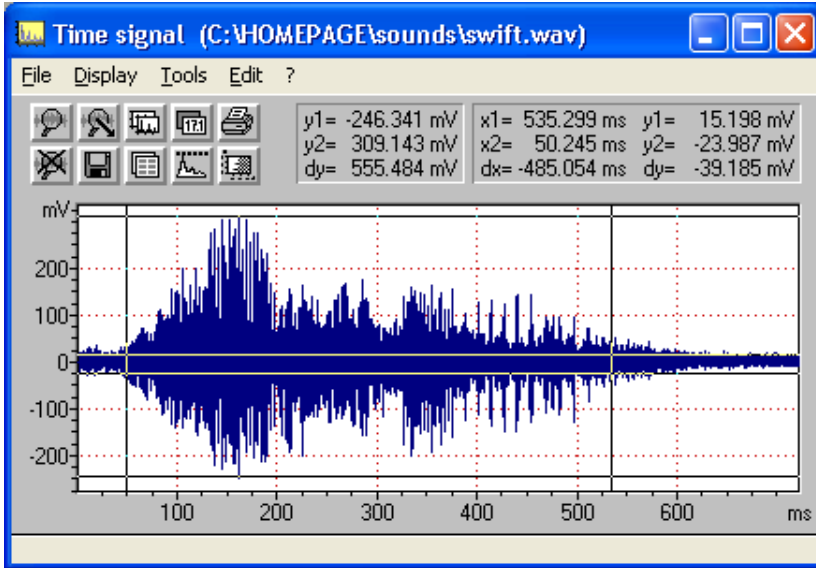 Time signal (C:\HOMEPAGE\sounds\swift.wav)
File Display Tools Edit ?
y1= -246.341 mV x1= 535.299 ms y1= 15.198 mV
y2= 309.143 mV x2= 50.245 ms y2= -23.987 mV
dy= 555.484 mV dx= -485.054 ms dy= -39.185 mV
mV
200
100
0
-100
-200
100 200 300 400 500 600 ms